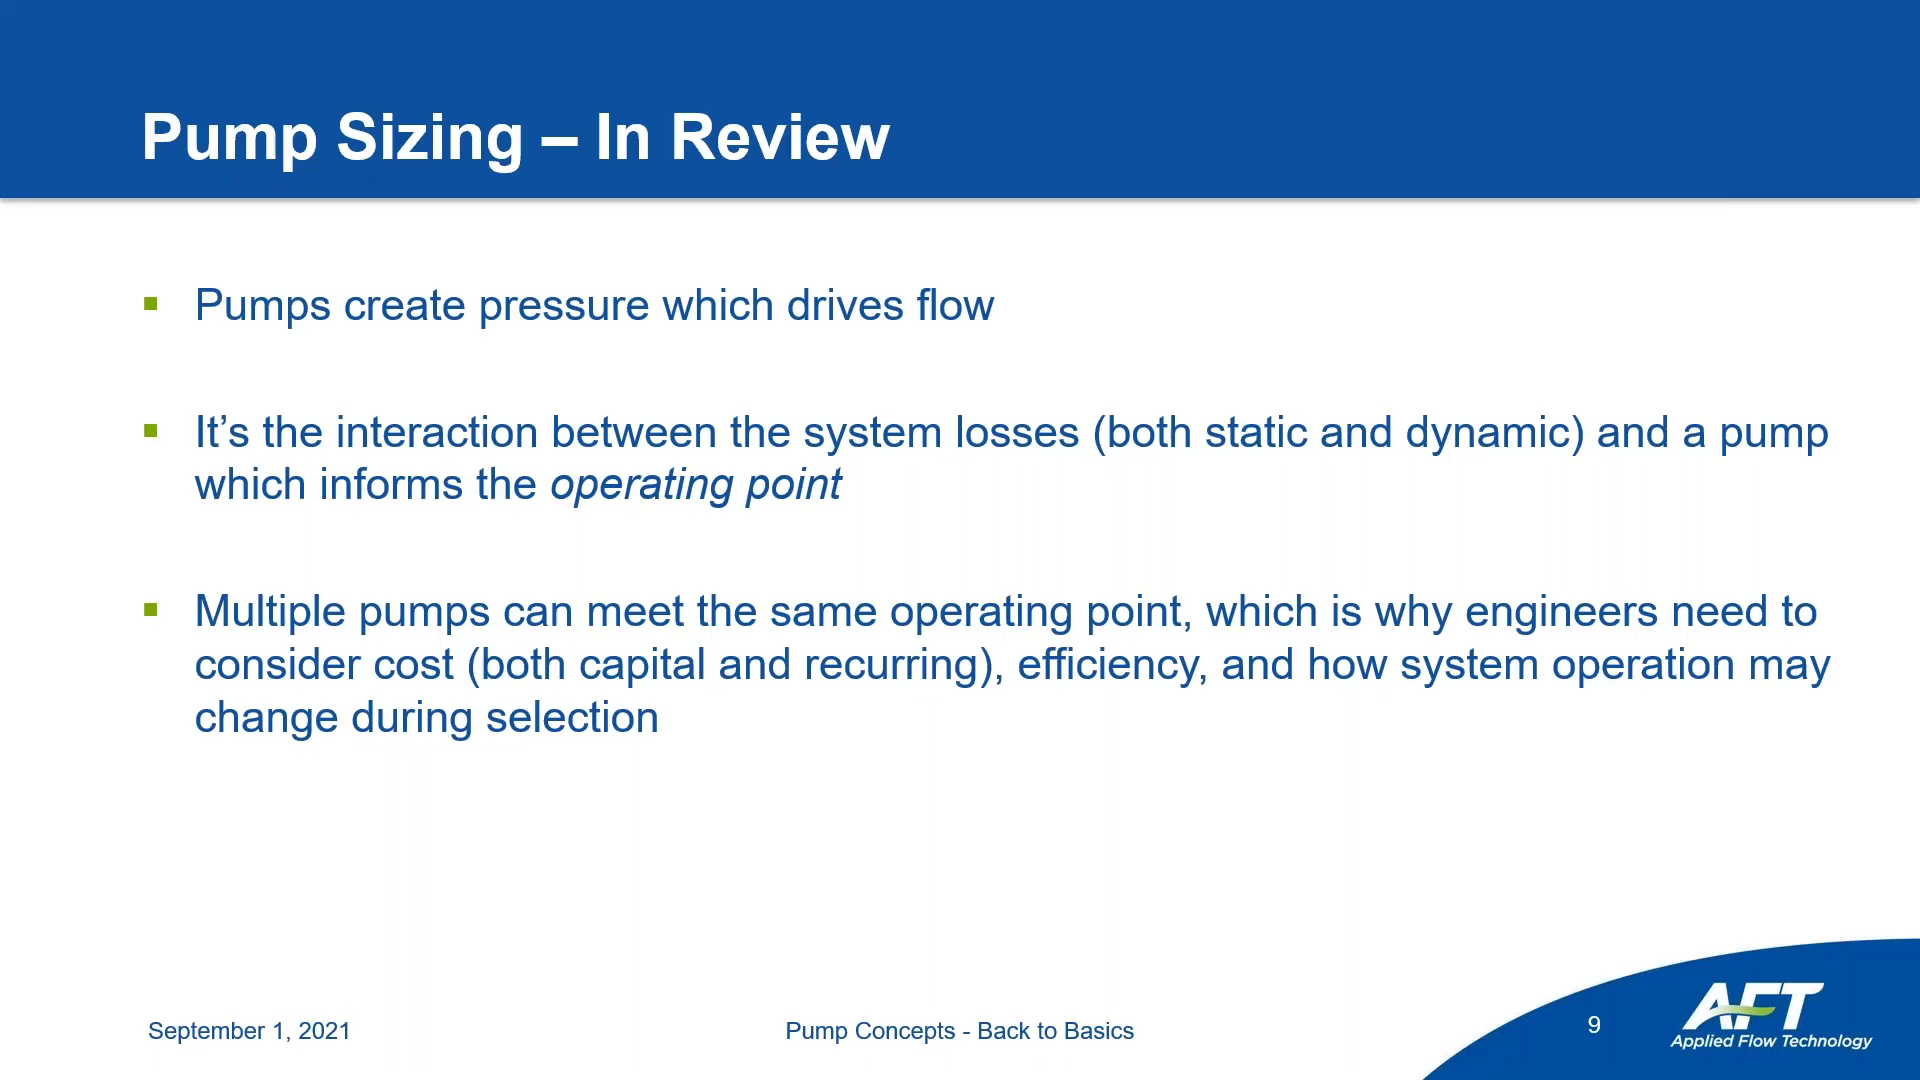 Pump Sizing – In Review
▪ Pumps create pressure which drives flow
▪ It’s the interaction between the system losses (both static and dynamic) and a pump
which informs the operating point
▪ Multiple pumps can meet the same operating point, which is why engineers need to
consider cost (both capital and recurring), efficiency, and how system operation may
change during selection
September 1, 2021
Pump Concepts - Back to Basics
9
AFT
Applied Flow Technology